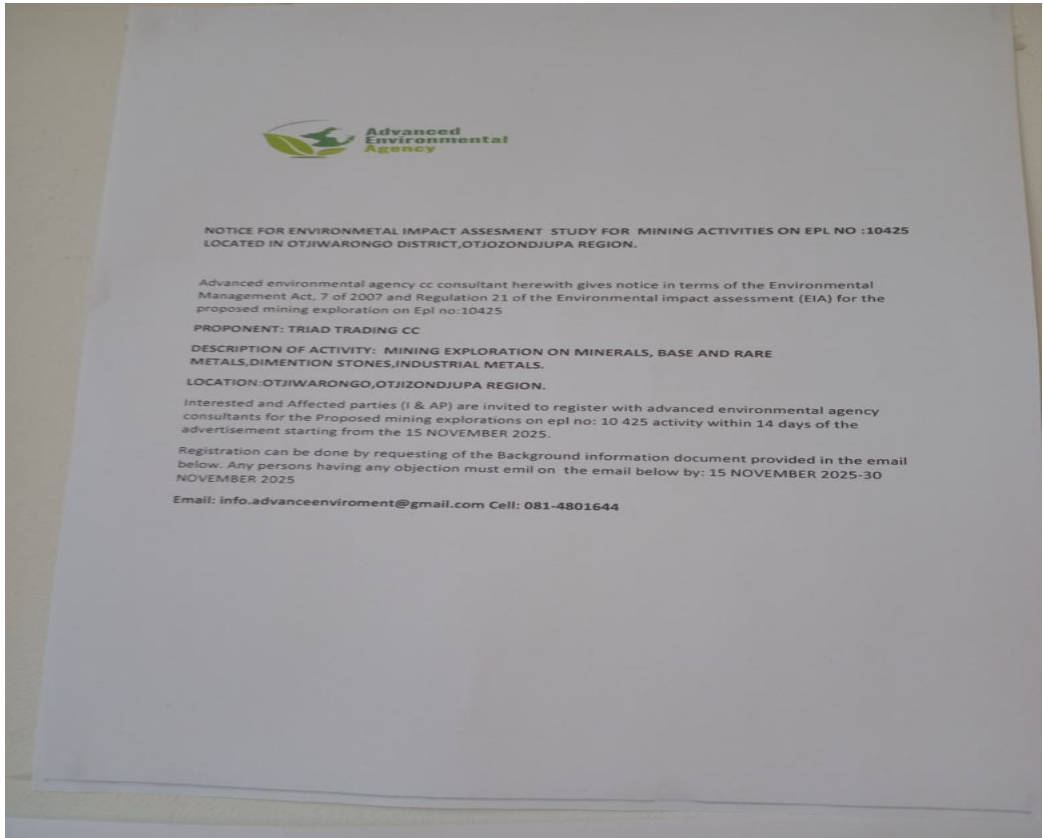 Advanced
Environmental
Agency
NOTICE FOR ENVIRONMETAL IMPACT ASSESMENT STUDY FOR MINING ACTIVITIES ON EPL NO :10425
LOCATED IN OTJIWARONGO DISTRICT,OTJOZONDJUPA REGION.
Advanced environmental agency cc consultant herewith gives notice in terms of the Environmental
Management Act, 7 of 2007 and Regulation 21 of the Environmental impact assessment (EIA) for the
proposed mining exploration on Epl no:10425
PROPONENT: TRIAD TRADING CC
DESCRIPTION OF ACTIVITY: MINING EXPLORATION ON MINERALS, BASE AND RARE
METALS,DIMENTION STONES,INDUSTRIAL METALS.
LOCATION:OTJIWARONGO,OTJIZONDJUPA REGION.
Interested and Affected parties (I & AP) are invited to register with advanced environmental agency
consultants for the Proposed mining explorations on epl no: 10 425 activity within 14 days of the
advertisement starting from the 15 NOVEMBER 2025.
Registration can be done by requesting of the Background information document provided in the email
below. Any persons having any objection must emil on the email below by: 15 NOVEMBER 2025-30
NOVEMBER 2025
Email: info.advanceenviroment@gmail.com Cell: 081-4801644